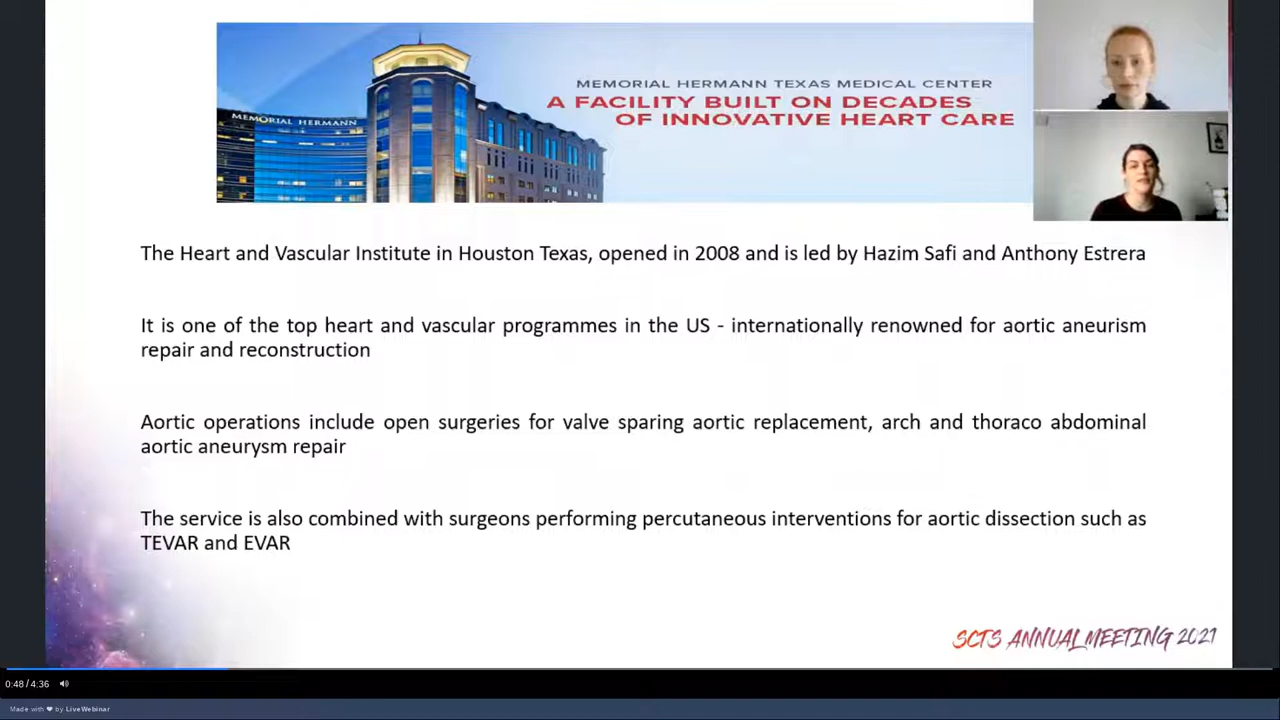 MEMORIAL HERMANN TEXAS MEDICAL CENTER
A FACILITY BUILT ON DECADES
OF INNOVATIVE HEART CARE
MEMORIAL HERMANN
The Heart and Vascular Institute in Houston Texas, opened in 2008 and is led by Hazim Safi and Anthony Estrera
It is one of the top heart and vascular programmes in the US - internationally renowned for aortic aneurism
repair and reconstruction
Aortic operations include open surgeries for valve sparing aortic replacement, arch and thoraco abdominal
aortic aneurysm repair
The service is also combined with surgeons performing percutaneous interventions for aortic dissection such as
TEVAR and EVAR
SCTS ANNUAL MEETING 2021
0:48 / 4:36
Made with ❤ by LiveWebinar